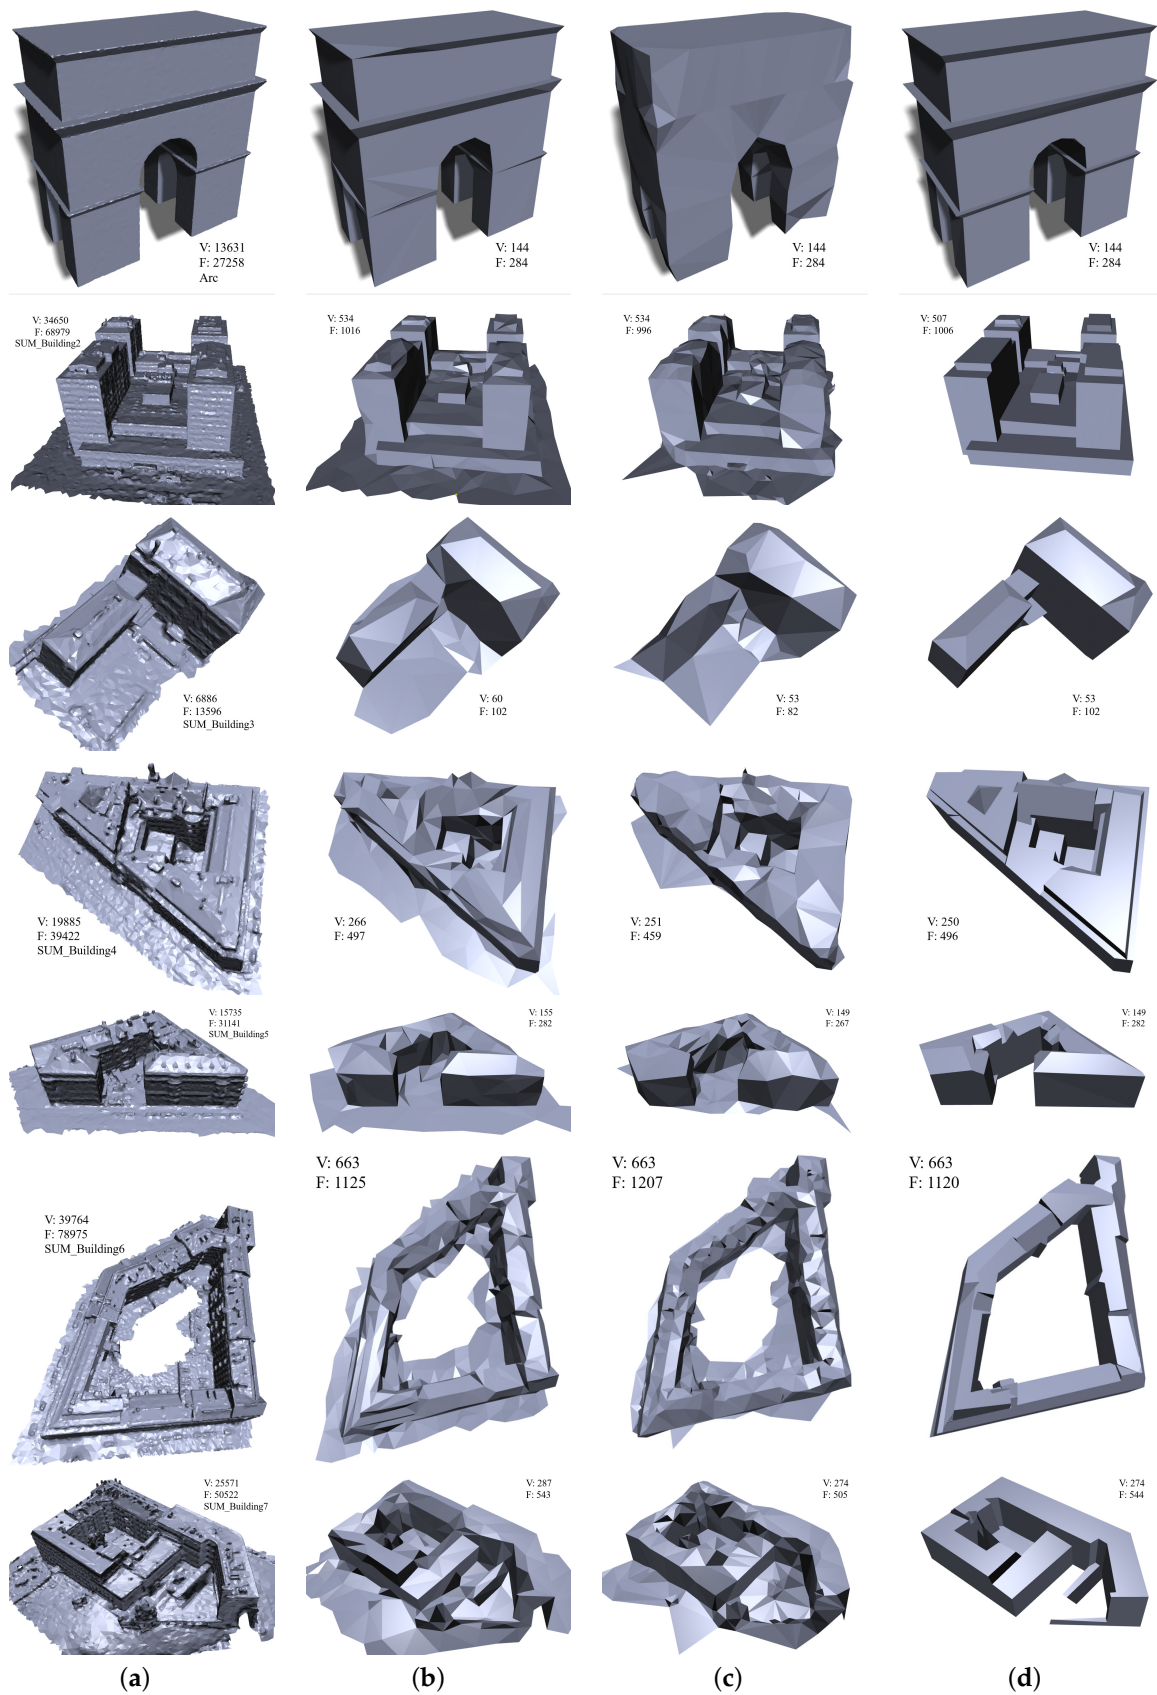 V: 13631
F: 27258
Arc
V: 144
F: 284
V: 144
F: 284
V: 144
F: 284
V: 34650
F: 68979
SUM_Building2
V: 534
F: 1016
V: 534
F: 996
V: 507
F: 1006
V: 6886
F: 13596
SUM_Building3
V: 60
F: 102
V: 53
F: 82
V: 53
F: 102
V: 19885
F: 39422
SUM_Building4
V: 266
F: 497
V: 251
F: 459
V: 250
F: 496
V: 15735
F: 31141
SUM_Building5
V: 155
F: 282
V: 149
F: 267
V: 149
F: 282
V: 39764
F: 78975
SUM_Building6
V: 663
F: 1125
V: 663
F: 1207
V: 663
F: 1120
V: 25571
F: 50522
SUM_Building7
V: 287
F: 543
V: 274
F: 505
V: 274
F: 544
(a)
(b)
(c)
(d)